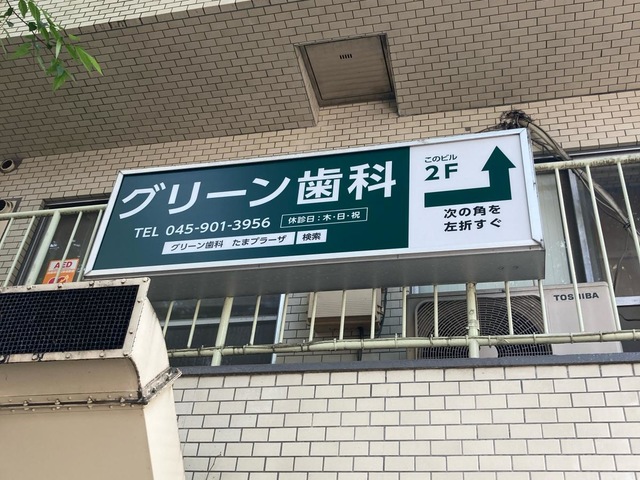 グリーン歯科
TEL 045-901-3956
休診日:木・日・祝
グリーン歯科 たまプラーザ 検索
このビル
2F
次の角を
左折すぐ
AED
TOSHIBA